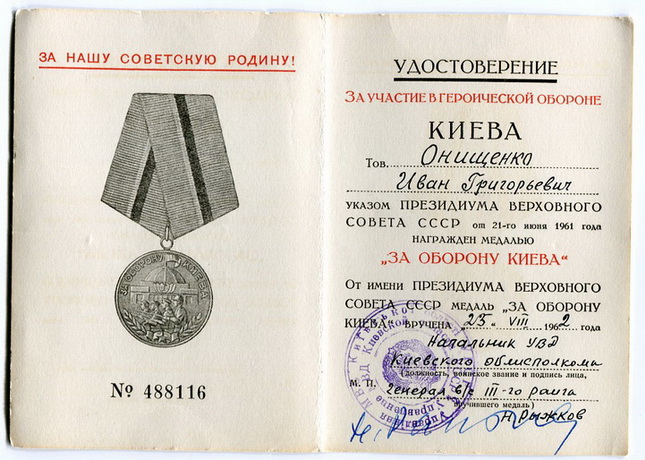 ЗА НАШУ СОВЕТСКУЮ РОДИНУ!
ЗА ОБОРОНУ КИЕВА
№ 488116
УДОСТОВЕРЕНИЕ
ЗА УЧАСТИЕ В ГЕРОИЧЕСКОЙ ОБОРОНЕ
КИЕВА
Тов. Онищенко
Иван Григорьевич
УКАЗОМ ПРЕЗИДИУМА ВЕРХОВНОГО
СОВЕТА СССР от 21-го июня 1961 года
НАГРАЖДЕН МЕДАЛЬЮ
„ЗА ОБОРОНУ КИЕВА“
От имени ПРЕЗИДИУМА ВЕРХОВНОГО
СОВЕТА СССР МЕДАЛЬ „ЗА ОБОРОНУ
КИЕВА“ ВРУЧЕНА „23“ VIII 1962 года
Начальник УВД
Киевского облисполкома
(должность, воинское звание и подпись лица,
М. П. генерал в/с III-го ранга
вручившего медаль)
Н. Рыжков